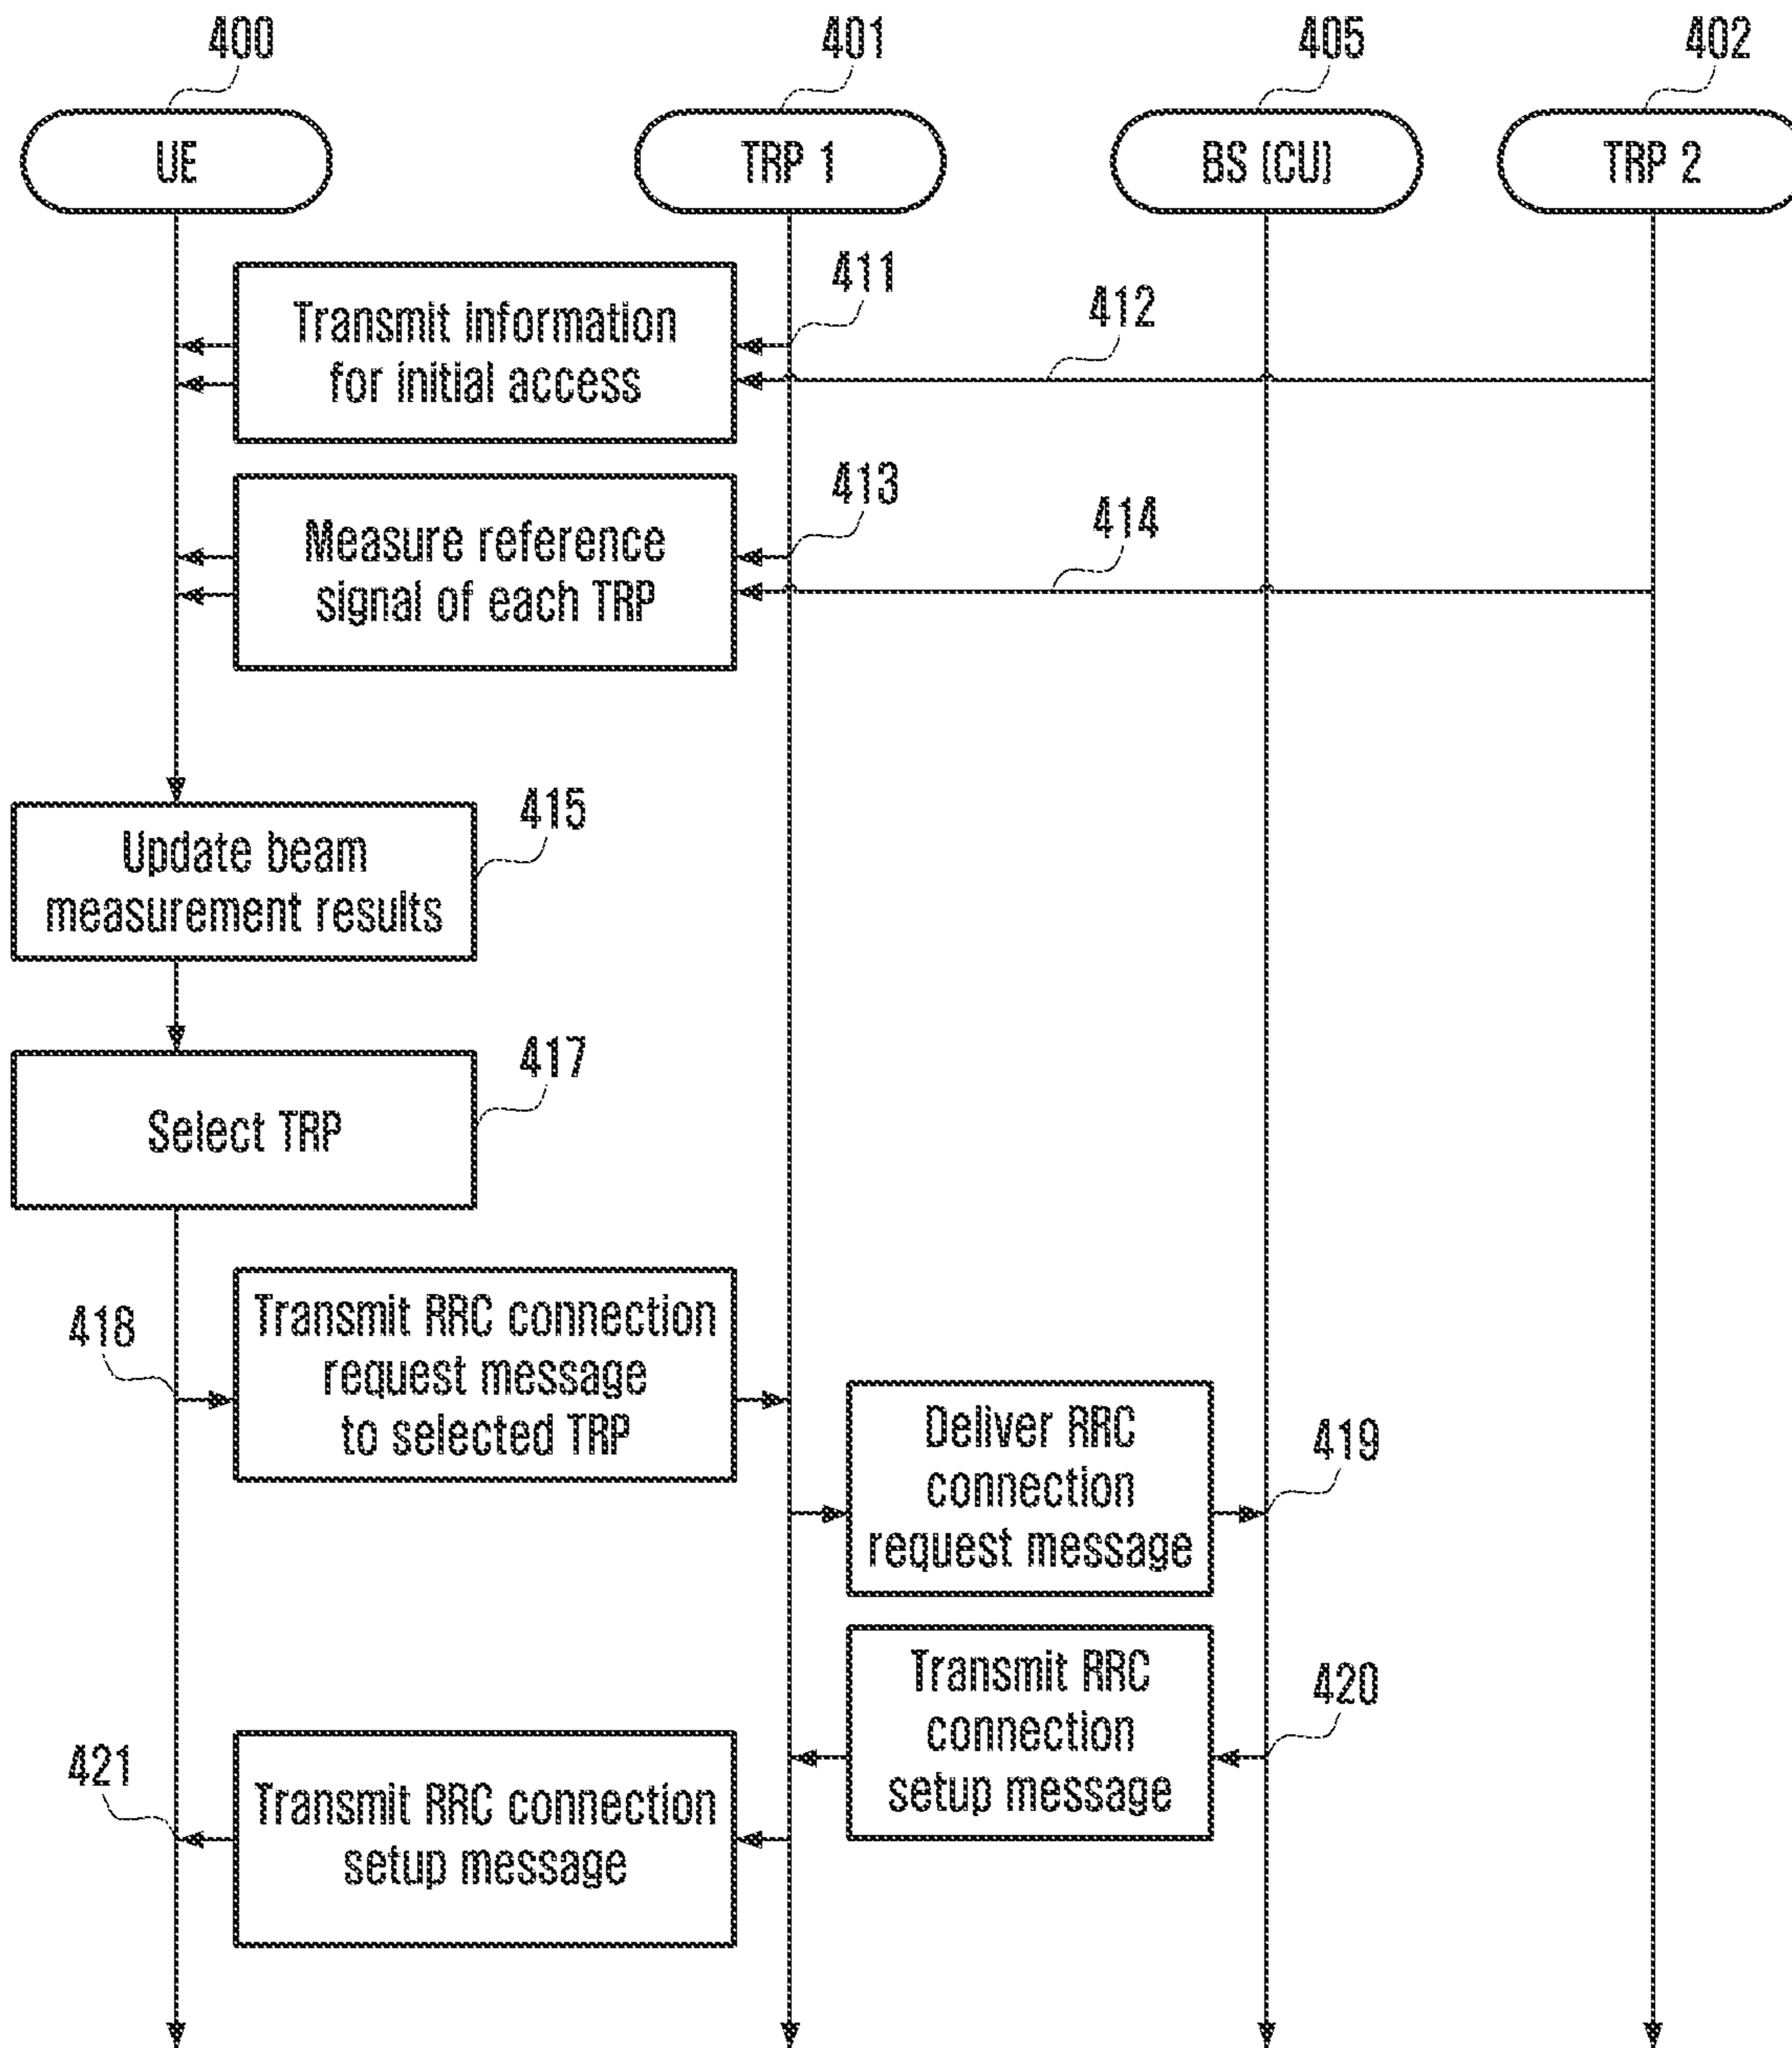 400
401
405
402
UE
TRP 1
BS (CU)
TRP 2
411
412
Transmit information
for initial access
413
414
Measure reference
signal of each TRP
415
Update beam
measurement results
417
Select TRP
418
Transmit RRC connection
request message
to selected TRP
419
Deliver RRC
connection
request message
420
Transmit RRC
connection
setup message
421
Transmit RRC connection
setup message